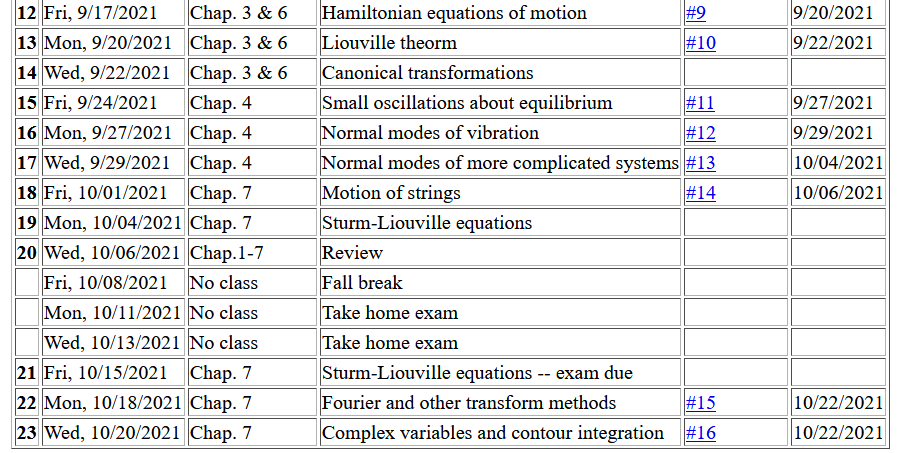 12 Fri, 9/17/2021 Chap. 3 & 6 Hamiltonian equations of motion #9 9/20/2021
13 Mon, 9/20/2021 Chap. 3 & 6 Liouville theorm #10 9/22/2021
14 Wed, 9/22/2021 Chap. 3 & 6 Canonical transformations
15 Fri, 9/24/2021 Chap. 4 Small oscillations about equilibrium #11 9/27/2021
16 Mon, 9/27/2021 Chap. 4 Normal modes of vibration #12 9/29/2021
17 Wed, 9/29/2021 Chap. 4 Normal modes of more complicated systems #13 10/04/2021
18 Fri, 10/01/2021 Chap. 7 Motion of strings #14 10/06/2021
19 Mon, 10/04/2021 Chap. 7 Sturm-Liouville equations
20 Wed, 10/06/2021 Chap.1-7 Review
Fri, 10/08/2021 No class Fall break
Mon, 10/11/2021 No class Take home exam
Wed, 10/13/2021 No class Take home exam
21 Fri, 10/15/2021 Chap. 7 Sturm-Liouville equations -- exam due
22 Mon, 10/18/2021 Chap. 7 Fourier and other transform methods #15 10/22/2021
23 Wed, 10/20/2021 Chap. 7 Complex variables and contour integration #16 10/22/2021